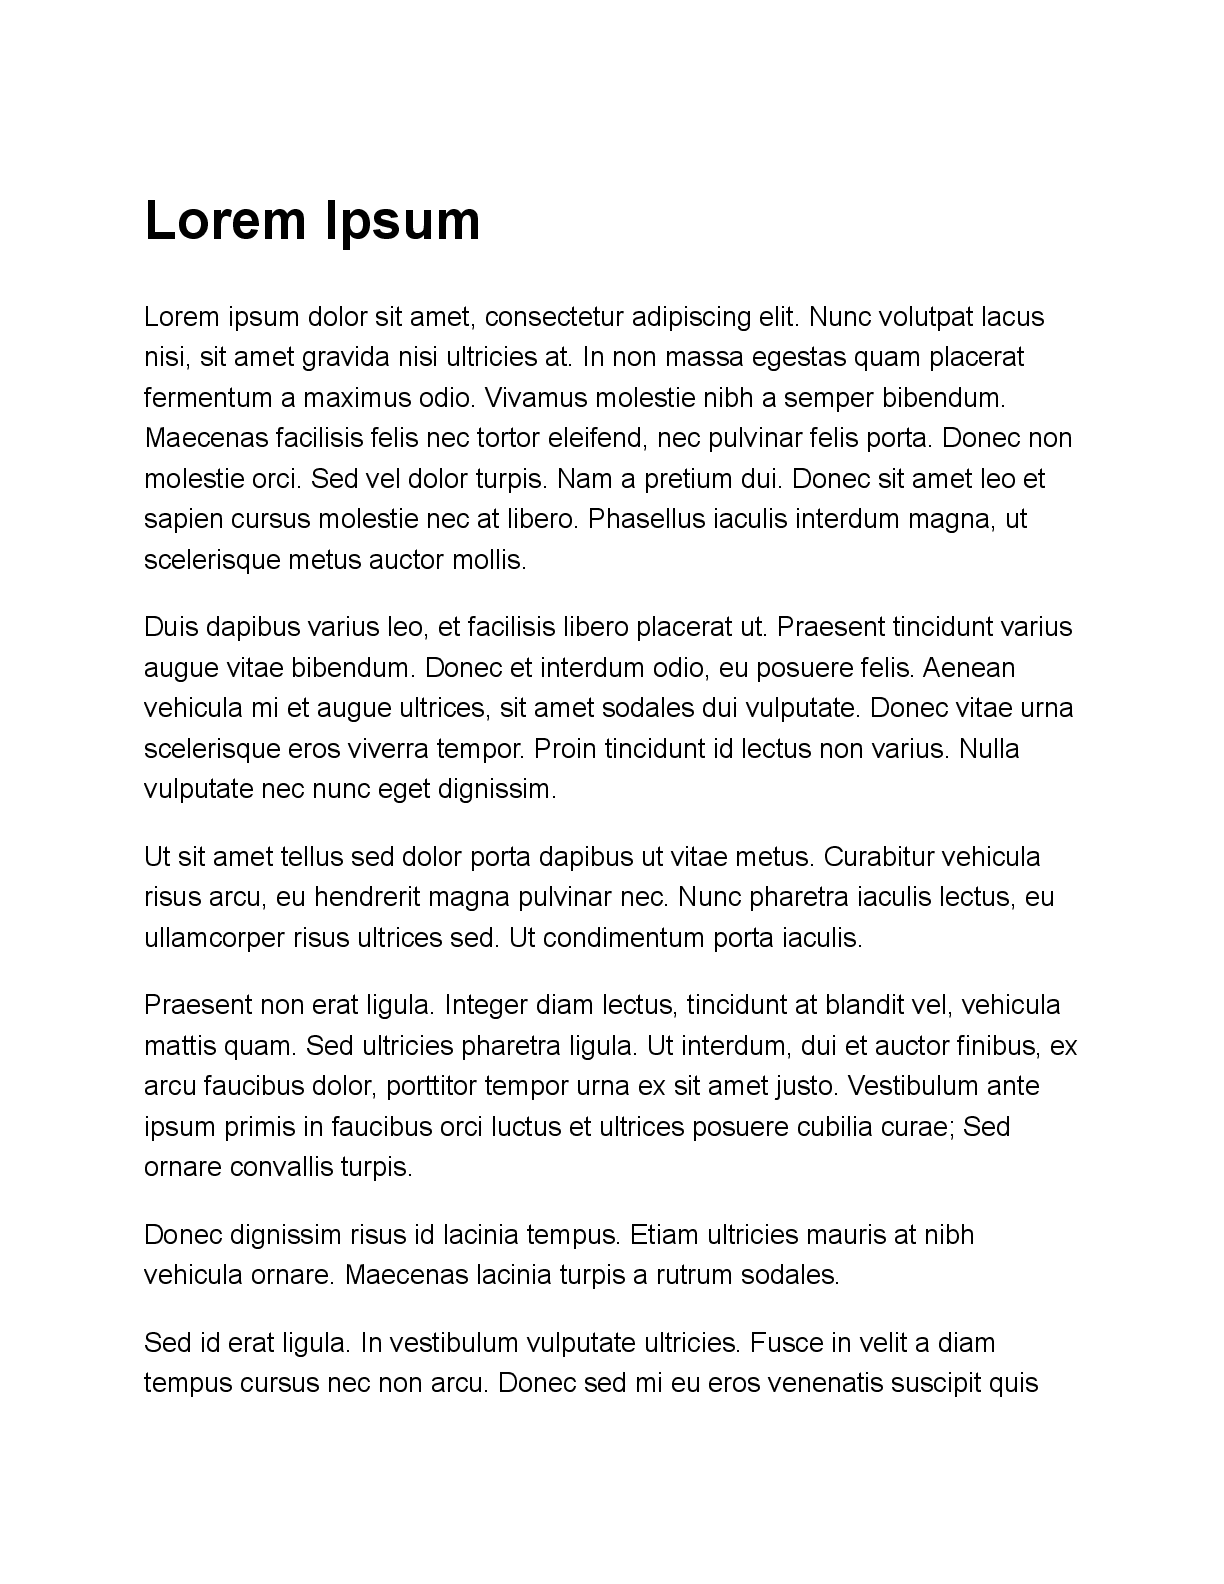 Lorem Ipsum
Lorem ipsum dolor sit amet, consectetur adipiscing elit. Nunc volutpat lacus
nisi, sit amet gravida nisi ultricies at. In non massa egestas quam placerat
fermentum a maximus odio. Vivamus molestie nibh a semper bibendum.
Maecenas facilisis felis nec tortor eleifend, nec pulvinar felis porta. Donec non
molestie orci. Sed vel dolor turpis. Nam a pretium dui. Donec sit amet leo et
sapien cursus molestie nec at libero. Phasellus iaculis interdum magna, ut
scelerisque metus auctor mollis.
Duis dapibus varius leo, et facilisis libero placerat ut. Praesent tincidunt varius
augue vitae bibendum. Donec et interdum odio, eu posuere felis. Aenean
vehicula mi et augue ultrices, sit amet sodales dui vulputate. Donec vitae urna
scelerisque eros viverra tempor. Proin tincidunt id lectus non varius. Nulla
vulputate nec nunc eget dignissim.
Ut sit amet tellus sed dolor porta dapibus ut vitae metus. Curabitur vehicula
risus arcu, eu hendrerit magna pulvinar nec. Nunc pharetra iaculis lectus, eu
ullamcorper risus ultrices sed. Ut condimentum porta iaculis.
Praesent non erat ligula. Integer diam lectus, tincidunt at blandit vel, vehicula
mattis quam. Sed ultricies pharetra ligula. Ut interdum, dui et auctor finibus, ex
arcu faucibus dolor, porttitor tempor urna ex sit amet justo. Vestibulum ante
ipsum primis in faucibus orci luctus et ultrices posuere cubilia curae; Sed
ornare convallis turpis.
Donec dignissim risus id lacinia tempus. Etiam ultricies mauris at nibh
vehicula ornare. Maecenas lacinia turpis a rutrum sodales.
Sed id erat ligula. In vestibulum vulputate ultricies. Fusce in velit a diam
tempus cursus nec non arcu. Donec sed mi eu eros venenatis suscipit quis